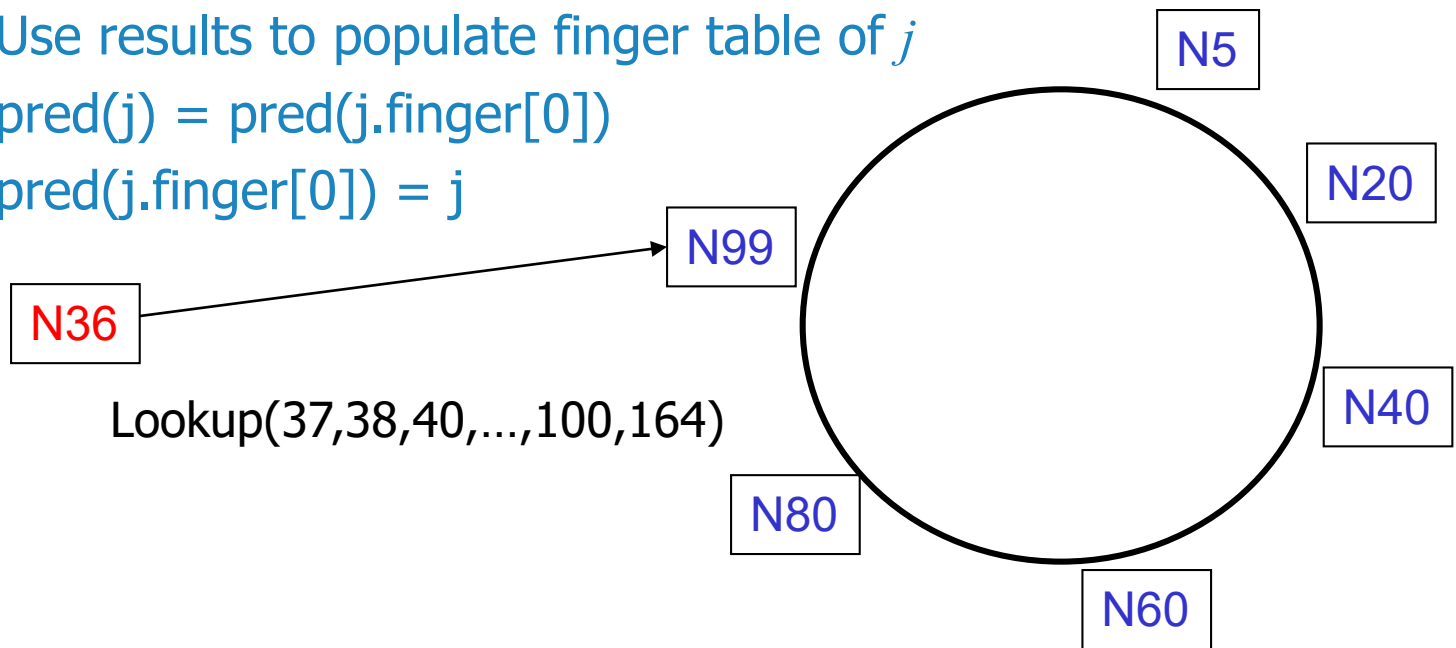 Use results to populate finger table of j
pred(j) = pred(j.finger[0])
pred(j.finger[0]) = j
N5
N20
N99
N36
N40
Lookup(37,38,40,…,100,164)
N80
N60